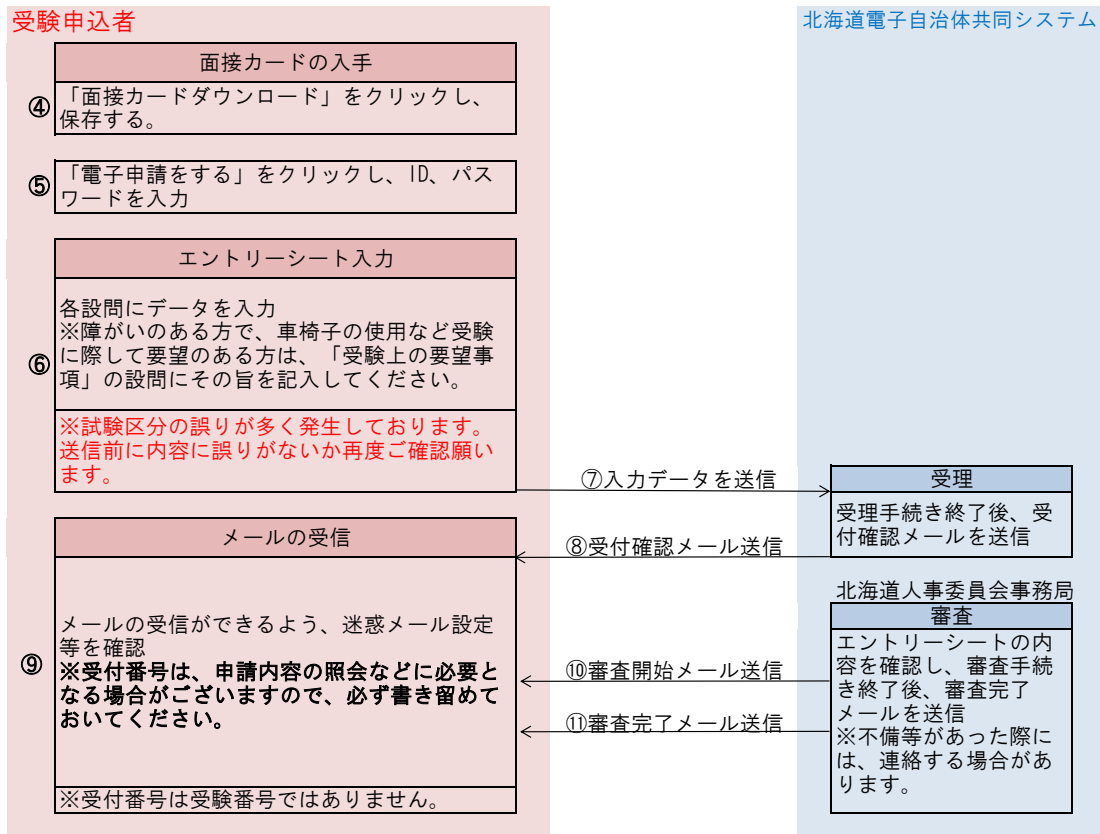 受験申込者
北海道電子自治体共同システム
面接カードの入手
④
「面接カードダウンロード」をクリックし、
保存する。
⑤
「電子申請をする」をクリックし、ID、パス
ワードを入力
エントリーシート入力
⑥
各設問にデータを入力
※障がいのある方で、車椅子の使用など受験
に際して要望のある方は、「受験上の要望事
項」の設問にその旨を記入してください。
※試験区分の誤りが多く発生しております。
送信前に内容に誤りがないか再度ご確認願い
ます。
⑦入力データを送信
受理
受理手続き終了後、受
付確認メールを送信
⑧受付確認メール送信
メールの受信
⑨
メールの受信ができるよう、迷惑メール設定
等を確認
※受付番号は、申請内容の照会などに必要と
なる場合がございますので、必ず書き留めて
おいてください。
※受付番号は受験番号ではありません。
北海道人事委員会事務局
審査
エントリーシートの内
容を確認し、審査手続
き終了後、審査完了
メールを送信
※不備等があった際に
は、連絡する場合があ
ります。
⑩審査開始メール送信
⑪審査完了メール送信